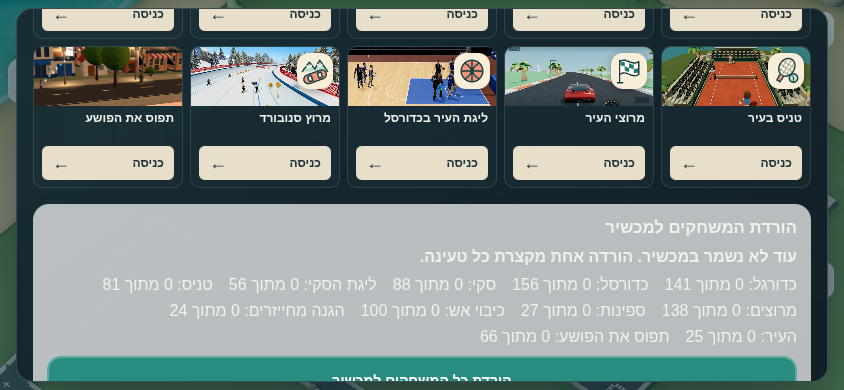 כניסה ← כניסה ← כניסה ← כניסה ← כניסה ←
טניס בעיר
מרוצי העיר
ליגת העיר בכדורסל
מרוץ סנובורד
תפוס את הפושע
כניסה ← כניסה ← כניסה ← כניסה ← כניסה ←
הורדת המשחקים למכשיר
עוד לא נשמר במכשיר. הורדה אחת מקצרת כל טעינה.
כדורגל: 0 מתוך 141 כדורסל: 0 מתוך 156 סקי: 0 מתוך 88 ליגת הסקי: 0 מתוך 56 טניס: 0 מתוך 81
מרוצים: 0 מתוך 138 ספינות: 0 מתוך 27 כיבוי אש: 0 מתוך 100 הגנה מחייזרים: 0 מתוך 24
העיר: 0 מתוך 25 תפוס את הפושע: 0 מתוך 66
הורדת כל המשחקים למכשיר